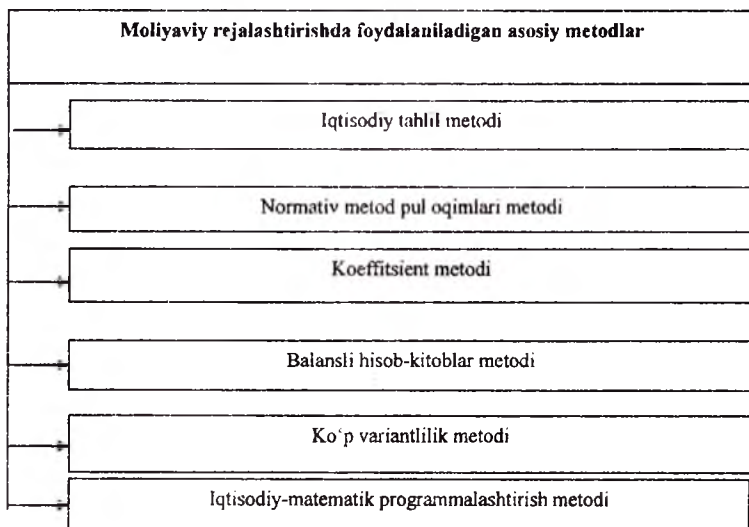 Moliyaviy rejalashtirishda foydalaniladigan asosiy metodlar
Iqtisodiy tahlil metodi
Normativ metod pul oqimlari metodi
Koeffitsient metodi
Balansli hisob-kitoblar metodi
Ko‘p variantlilik metodi
Iqtisodiy-matematik programmalashtirish metodi